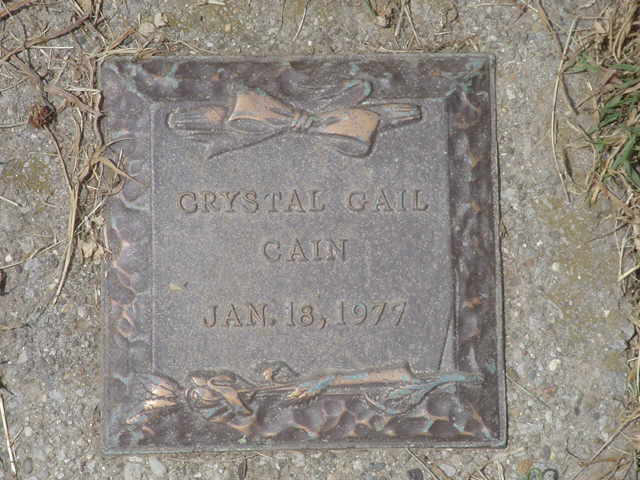 CRYSTAL GAIL
CAIN
JAN. 18, 1977